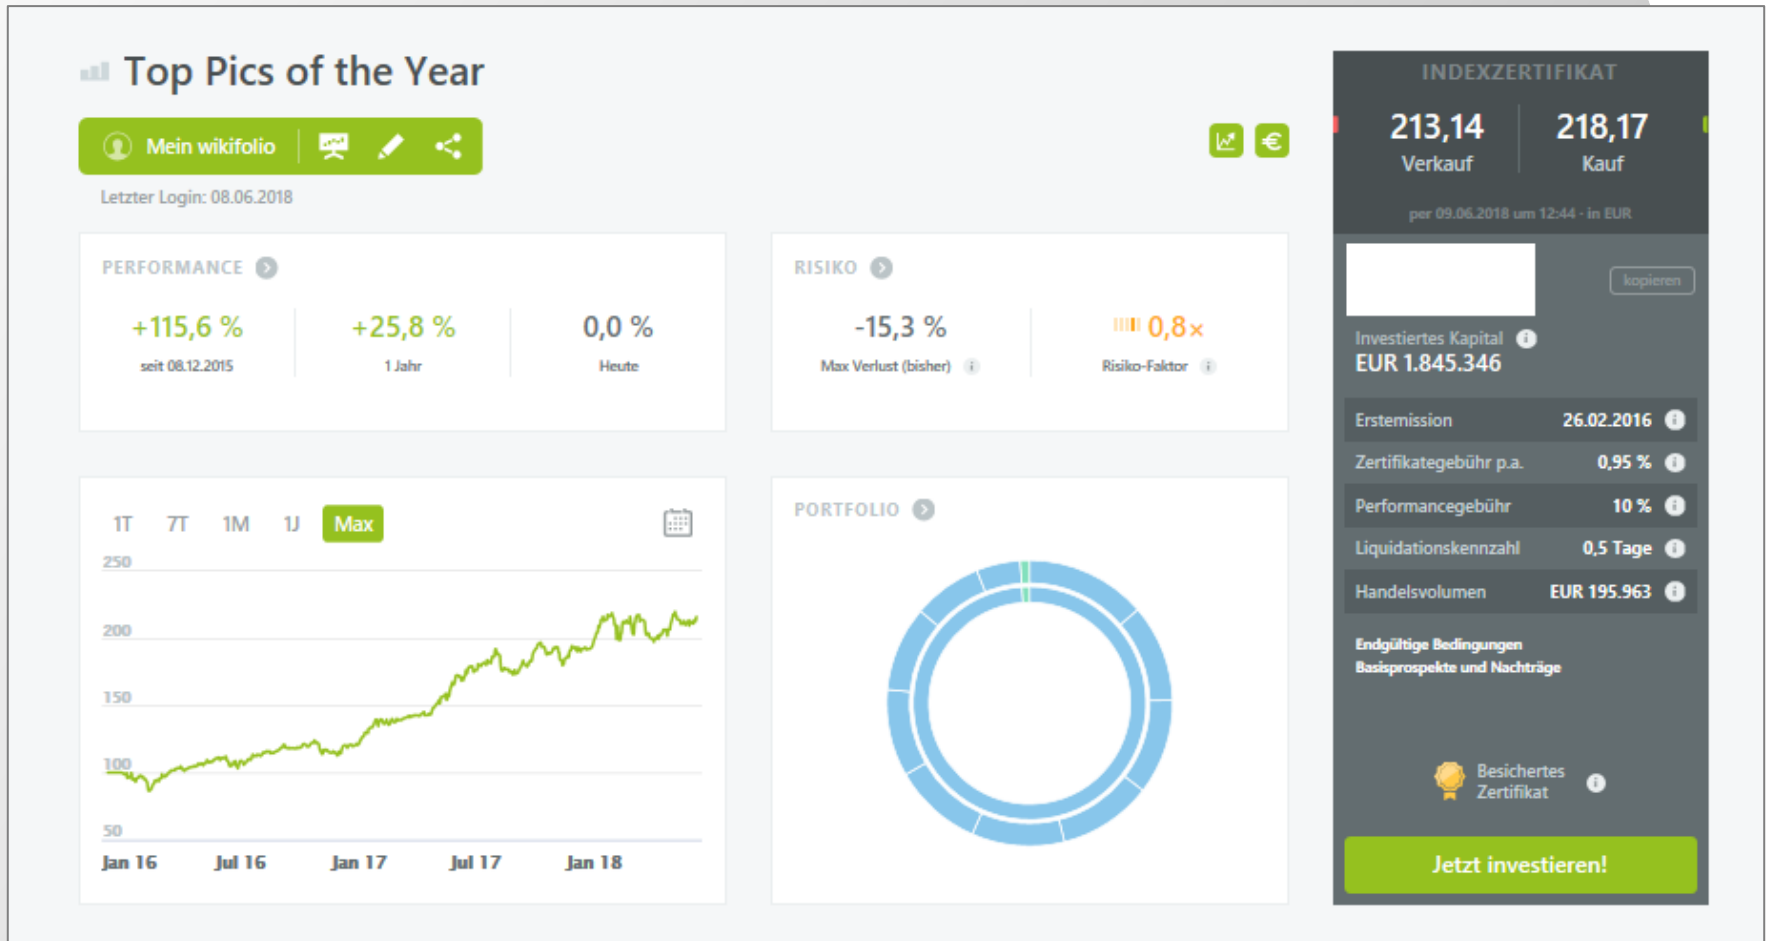 Top Pics of the Year
Mein wikifolio
Letzter Login: 08.06.2018
PERFORMANCE
+115,6 %
seit 08.12.2015
+25,8 %
1 Jahr
0,0 %
Heute
RISIKO
-15,3 %
Max Verlust (bisher) i
0,8×
Risiko-Faktor i
1T 7T 1M 1J Max
250
200
150
100
50
Jan 16 Jul 16 Jan 17 Jul 17 Jan 18
PORTFOLIO
INDEXZERTIFIKAT
213,14
Verkauf
218,17
Kauf
per 09.06.2018 um 12:44 · in EUR
kopieren
Investiertes Kapital i
EUR 1.845.346
Erstemission 26.02.2016 i
Zertifikategebühr p.a. 0,95 % i
Performancegebühr 10 % i
Liquidationskennzahl 0,5 Tage i
Handelsvolumen EUR 195.963 i
Endgültige Bedingungen
Basisprospekte und Nachträge
Besichertes
Zertifikat i
Jetzt investieren!